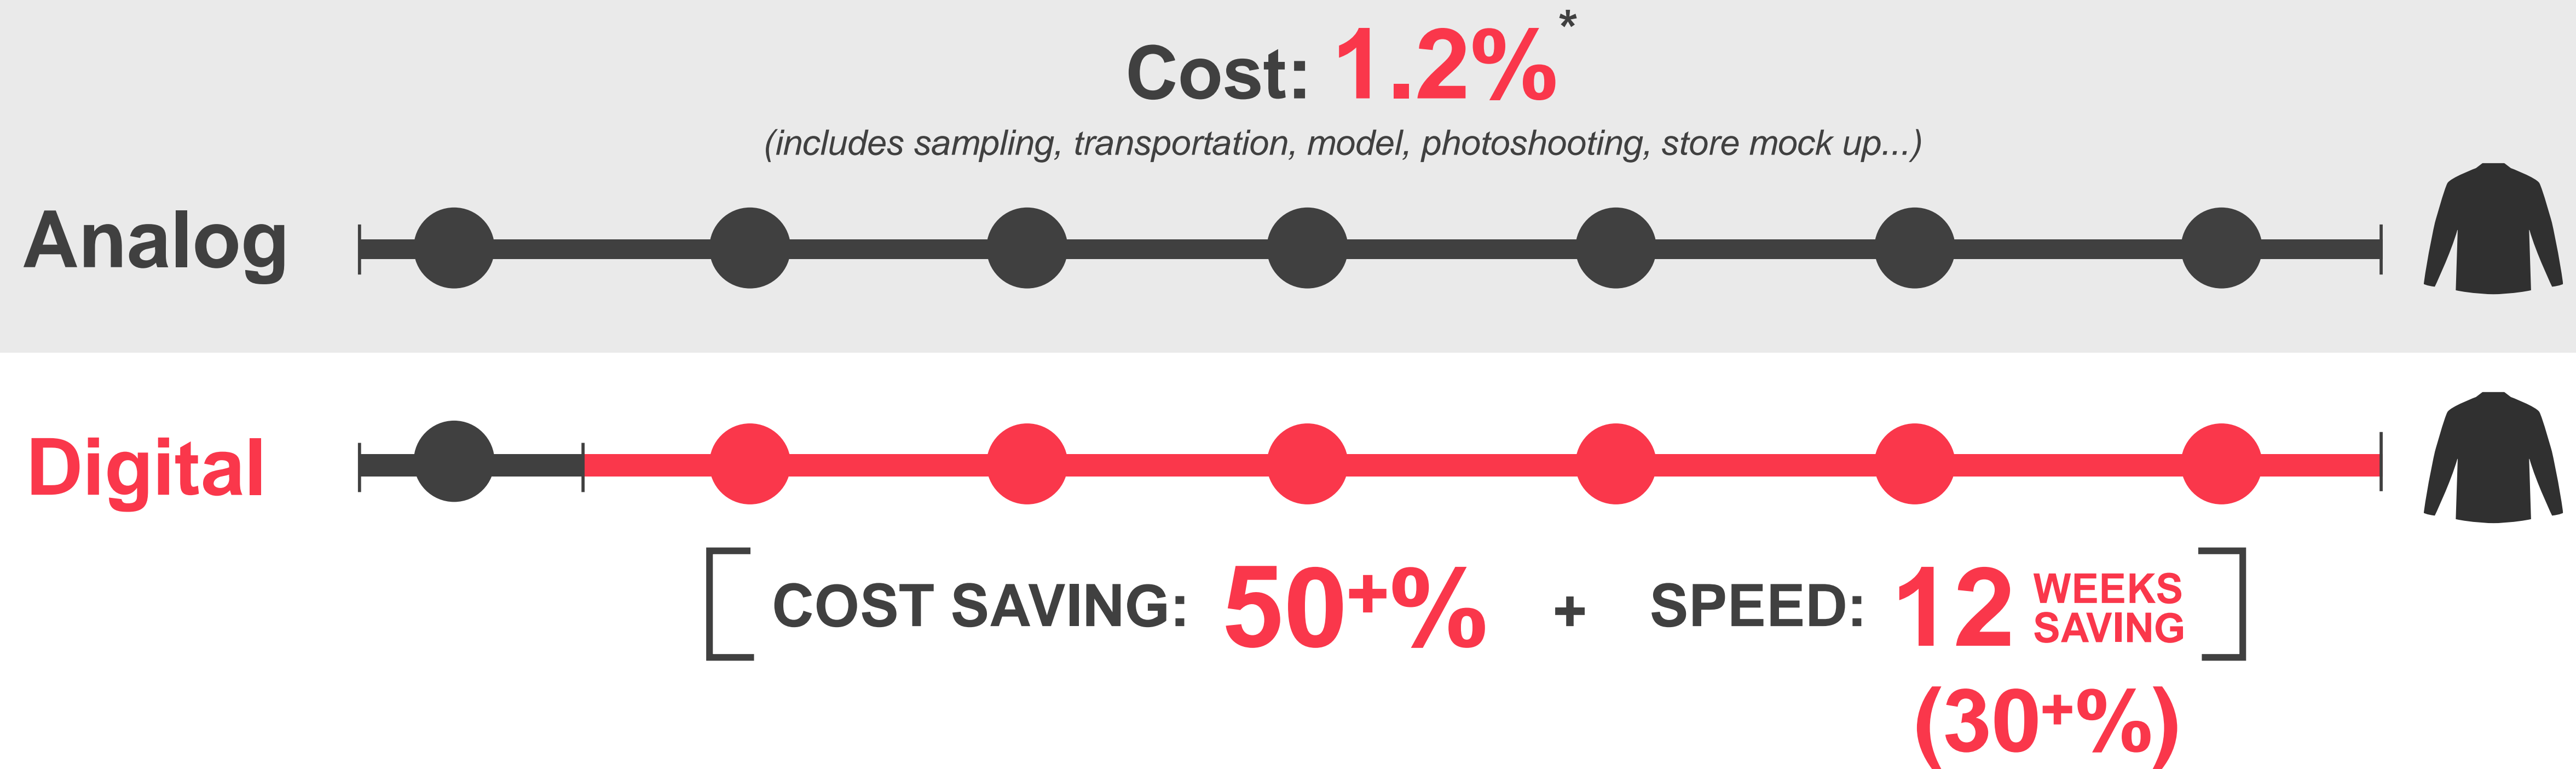 Cost: 1.2%*
(includes sampling, transportation, model, photoshooting, store mock up...)
Analog
Digital
[ COST SAVING: 50+% + SPEED: 12 WEEKS SAVING ]
(30+%)